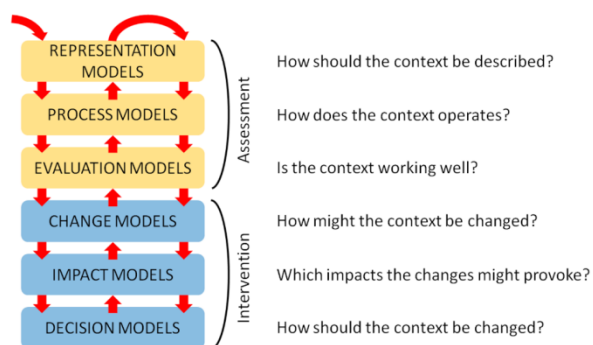 REPRESENTATION
MODELS
How should the context be described?
PROCESS MODELS
How does the context operates?
EVALUATION MODELS
Is the context working well?
Assessment
CHANGE MODELS
How might the context be changed?
IMPACT MODELS
Which impacts the changes might provoke?
DECISION MODELS
How should the context be changed?
Intervention